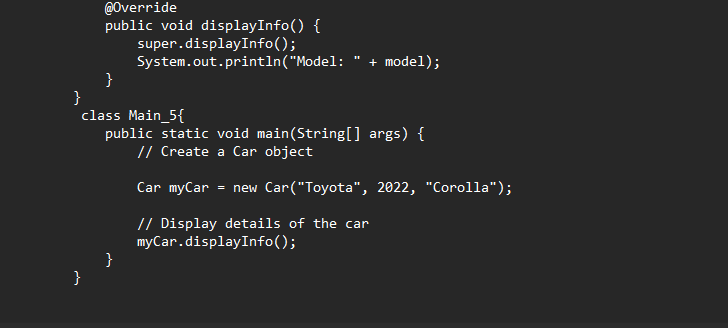 @Override
public void displayInfo() {
super.displayInfo();
System.out.println("Model: " + model);
}
}
class Main_5{
public static void main(String[] args) {
// Create a Car object
Car myCar = new Car("Toyota", 2022, "Corolla");
// Display details of the car
myCar.displayInfo();
}
}